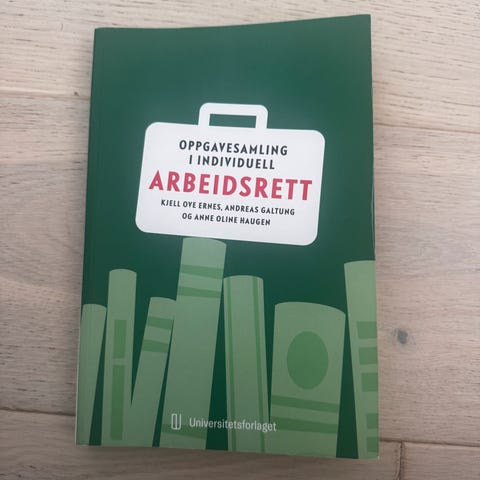 OPPGAVESAMLING
I INDIVIDUELL
ARBEIDSRETT
KJELL OVE ERNES, ANDREAS GALTUNG
OG ANNE OLINE HAUGEN
Universitetsforlaget